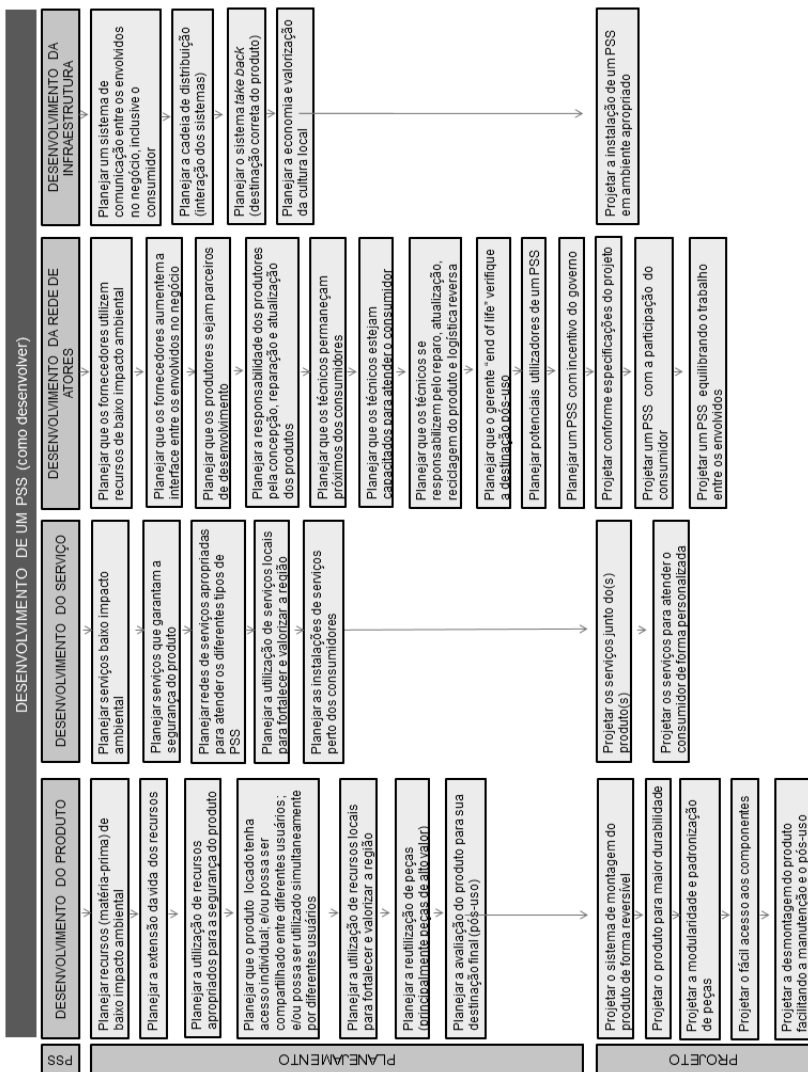 DESENVOLVIMENTO DE UM PSS (como desenvolver)
PSS
DESENVOLVIMENTO DO PRODUTO
DESENVOLVIMENTO DO SERVIÇO
DESENVOLVIMENTO DA REDE DE
ATORES
DESENVOLVIMENTO DA
INFRAESTRUTURA
PLANEJAMENTO
Planejar recursos (matéria-prima) de
baixo impacto ambiental
Planejar a extensão da vida dos recursos
Planejar a utilização de recursos
apropriados para a segurança do produto
Planejar que o produto locado tenha
acesso individual; e/ou possa ser
compartilhado entre diferentes usuários;
e/ou possa ser utilizado simultaneamente
por diferentes usuários
Planejar a utilização de recursos locais
para fortalecer e valorizar a região
Planejar a reutilização de peças
(principalmente peças de alto valor)
Planejar a avaliação do produto para sua
destinação final (pós-uso)
Planejar serviços baixo impacto
ambiental
Planejar serviços que garantam a
segurança do produto
Planejar redes de serviços apropriadas
para atender os diferentes tipos de
PSS
Planejar a utilização de serviços locais
para fortalecer e valorizar a região
Planejar as instalações de serviços
perto dos consumidores
Planejar que os fornecedores utilizem
recursos de baixo impacto ambiental
Planejar que os fornecedores aumentem a
interface entre os envolvidos no negócio
Planejar que os produtores sejam parceiros
de desenvolvimento
Planejar a responsabilidade dos produtores
pela concepção, reparação e atualização
dos produtos
Planejar que os técnicos permaneçam
próximos dos consumidores
Planejar que os técnicos estejam
capacitados para atender o consumidor
Planejar que os técnicos se
responsabilizem pelo reparo, atualização,
reciclagem do produto e logística reversa
Planejar que o gerente "end of life" verifique
a destinação pós-uso
Planejar potenciais utilizadores de um PSS
Planejar um PSS com incentivo do governo
Planejar um sistema de
comunicação entre os envolvidos
no negócio, inclusive o
consumidor
Planejar a cadeia de distribuição
(interação dos sistemas)
Planejar o sistema take back
(destinação correta do produto)
Planejar a economia e valorização
da cultura local
PROJETO
Projetar o sistema de montagem do
produto de forma reversível
Projetar o produto para maior durabilidade
Projetar a modularidade e padronização
de peças
Projetar o fácil acesso aos componentes
Projetar a desmontagem do produto
facilitando a manutenção e o pós-uso
Projetar os serviços junto do(s)
produto(s)
Projetar os serviços para atender o
consumidor de forma personalizada
Projetar conforme especificações do projeto
Projetar um PSS com a participação do
consumidor
Projetar um PSS equilibrando o trabalho
entre os envolvidos
Projetar a instalação de um PSS
em ambiente apropriado